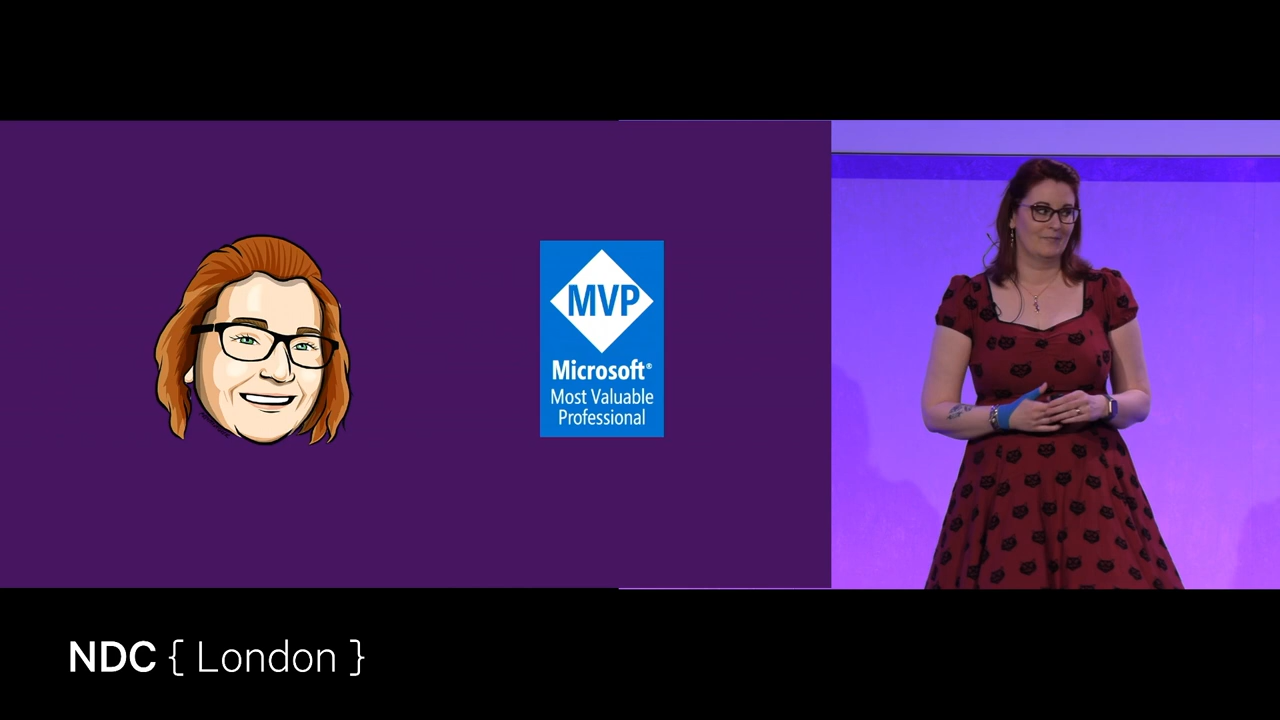 MVP
Microsoft®
Most Valuable
Professional
NDC { London }